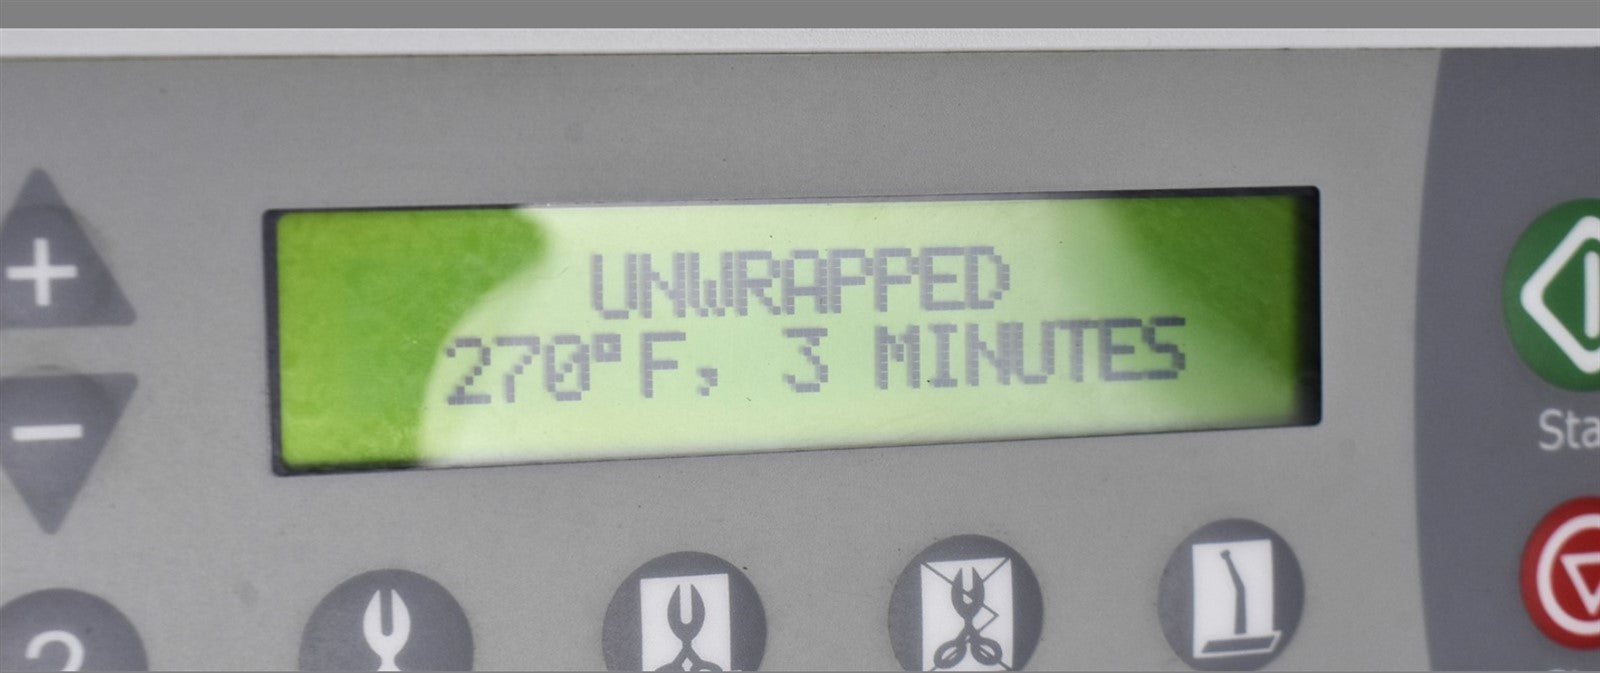 UNWRAPPED
270°F, 3 MINUTES
+
−
?